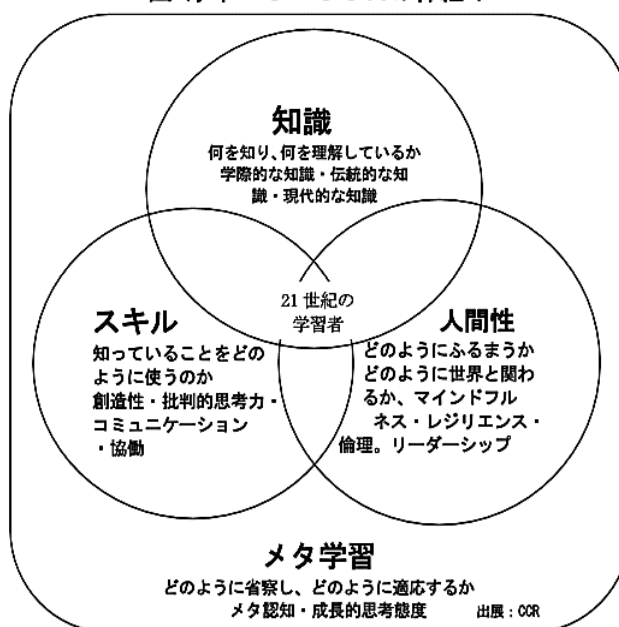 知識
何を知り、何を理解しているか
学際的な知識・伝統的な知
識・現代的な知識
21 世紀の
学習者
スキル
知っていることをどの
ように使うのか
創造性・批判的思考力・
コミュニケーション
・協働
人間性
どのようにふるまうか
どのように世界と関わ
るか、マインドフル
ネス・レジリエンス・
倫理。リーダーシップ
メタ学習
どのように省察し、どのように適応するか
メタ認知・成長的思考態度 出展：CCR